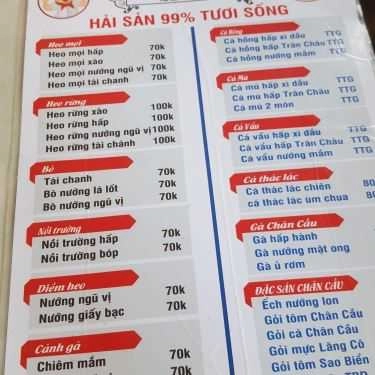 HẢI SẢN 99% TƯƠI SỐNG
Heo mọi
Heo mọi hấp 70k
Heo mọi xào 70k
Heo mọi nướng ngũ vị 70k
Heo mọi tái chanh 70k
Heo rừng
Heo rừng xào 100k
Heo rừng hấp 100k
Heo rừng nướng ngũ vị 100k
Heo rừng tái chánh 100k
Bò
Tái chanh 70k
Bò nướng lá lốt 70k
Bò nướng ngũ vị 70k
Nồi trường
Nồi trường hấp 70k
Nồi trường bóp 70k
Diềm heo
Nướng ngũ vị 70k
Nướng giấy bạc 70k
Cánh gà
Chiêm mắm 70k
Cá Bóng
Cá hồng hấp xì dầu TTG
Cá hồng hấp Trân Châu TTG
Cá hồng nướng mắm TTG
Cá Mú
Cá mú hấp xì dầu TTG
Cá mú hấp Trân Châu TTG
Cá mú 2 món TTG
Cá Vẩu
Cá vẩu hấp xì dầu TTG
Cá vẩu hấp Trân Châu TTG
Cá vẩu nướng mắm TTG
Cá thác lác
Cá thác lác chiên
Cá thác lác um chua
Gà Chân Cầu
Gà hấp hành
Gà nướng mật ong
Gà ủ rơm
ĐẶC SẢN CHÂN CẦU
Ếch nướng lon
Gỏi tôm Chân Cầu
Gỏi cá Chân Cầu
Gỏi mực Lăng Cô
Gỏi tôm Sao Biển